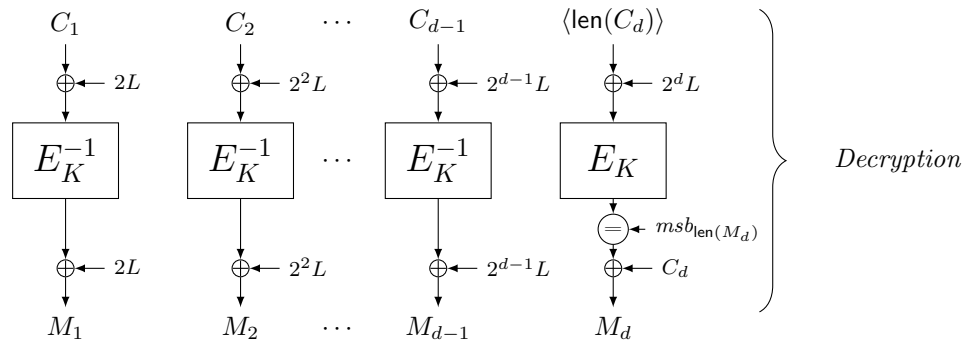 C_1 C_2 ⋯ C_{d−1} ⟨len(C_d)⟩
2L 2^2L 2^{d−1}L 2^dL
E_K^{−1} E_K^{−1} ⋯ E_K^{−1} E_K Decryption
= msb_{len(M_d)}
2L 2^2L 2^{d−1}L C_d
M_1 M_2 ⋯ M_{d−1} M_d